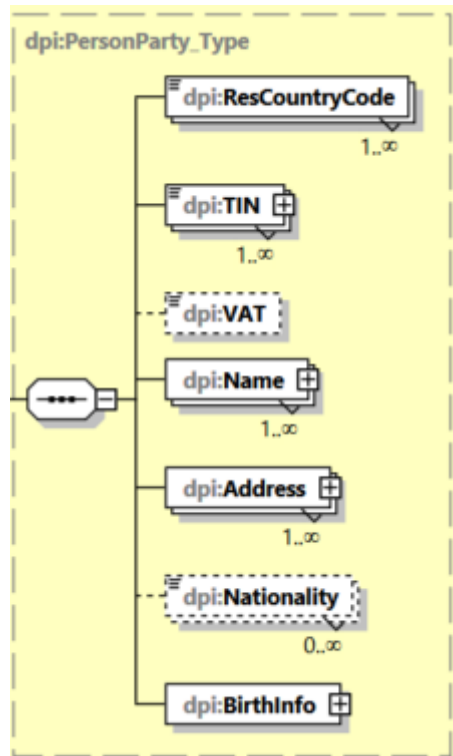 dpi:PersonParty_Type
dpi:ResCountryCode
1..∞
dpi:TIN
1..∞
dpi:VAT
dpi:Name
1..∞
dpi:Address
1..∞
dpi:Nationality
0..∞
dpi:BirthInfo